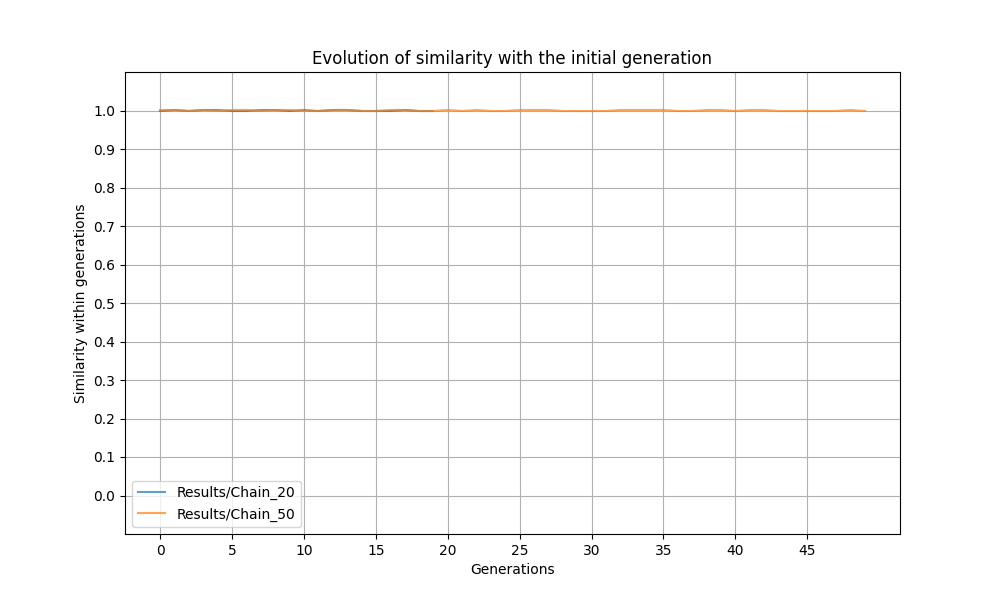 Evolution of similarity with the initial generation
Similarity within generations
1.0
0.9
0.8
0.7
0.6
0.5
0.4
0.3
0.2
0.1
0.0
Results/Chain_20
Results/Chain_50
0 5 10 15 20 25 30 35 40 45
Generations